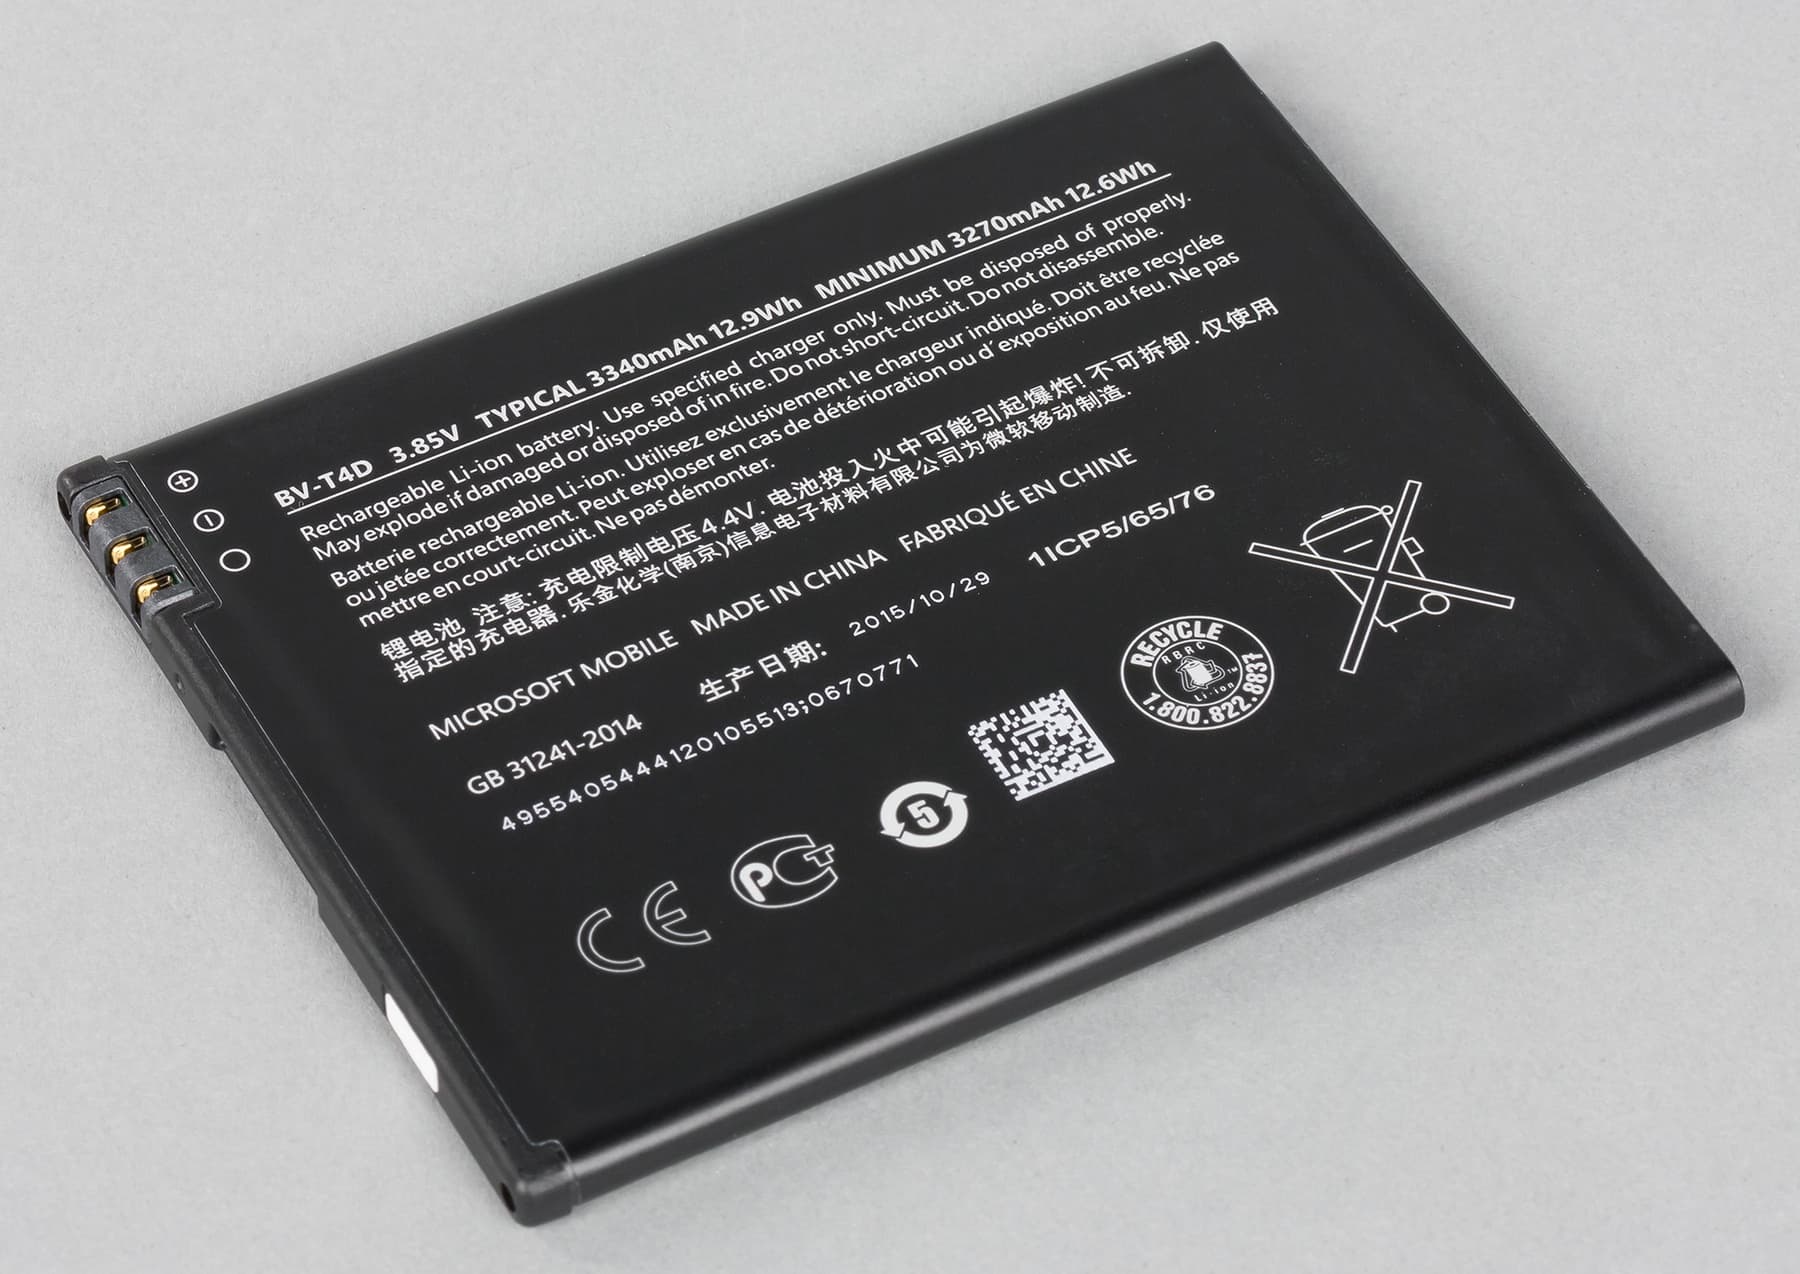 BV-T4D 3.85V TYPICAL 3340mAh 12.9Wh MINIMUM 3270mAh 12.6Wh
Rechargeable Li-ion battery. Use specified charger only. Must be disposed of properly.
May explode if damaged or disposed of in fire. Do not short-circuit. Do not disassemble.
Batterie rechargeable Li-ion. Utilisez exclusivement le chargeur indiqué. Doit être recyclée
ou jetée correctement. Peut exploser en cas de détérioration ou d'exposition au feu. Ne pas
mettre en court-circuit. Ne pas démonter.
锂电池 注意: 充电限制电压4.4V. 电池投入火中可能引起爆炸! 不可拆卸. 仅使用
指定的充电器. 乐金化学(南京)信息电子材料有限公司为微软移动制造.
MICROSOFT MOBILE MADE IN CHINA FABRIQUÉ EN CHINE
GB 31241-2014 生产日期: 2015/10/29 1ICP5/65/76
4955405444120105513;0670771
RECYCLE
RBRC
Li-ion
TM
1.800.822.8837
5
PCT
CE